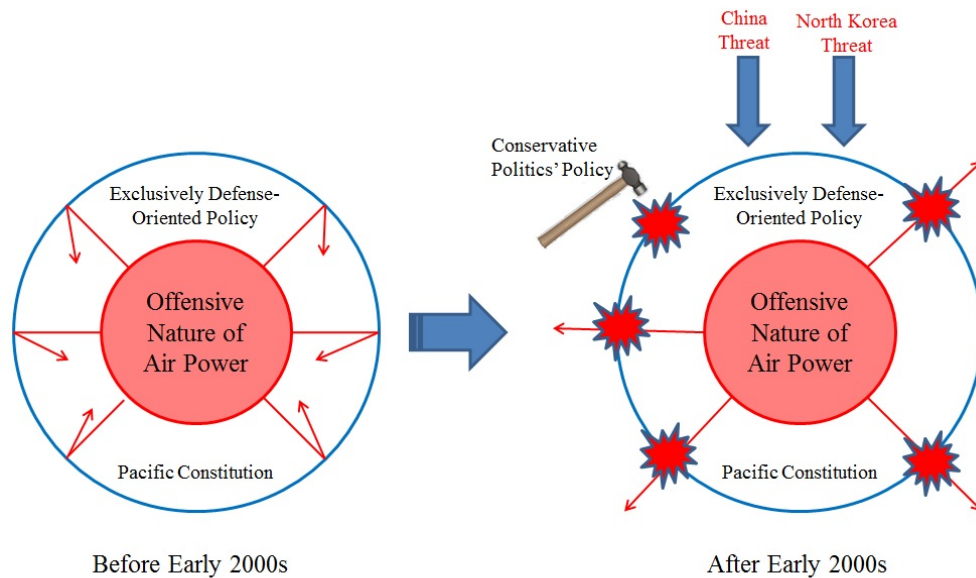 China
Threat
North Korea
Threat
Conservative
Politics’ Policy
Exclusively Defense-
Oriented Policy
Offensive
Nature of
Air Power
Pacific Constitution
Before Early 2000s
Exclusively Defense-
Oriented Policy
Offensive
Nature of
Air Power
Pacific Constitution
After Early 2000s